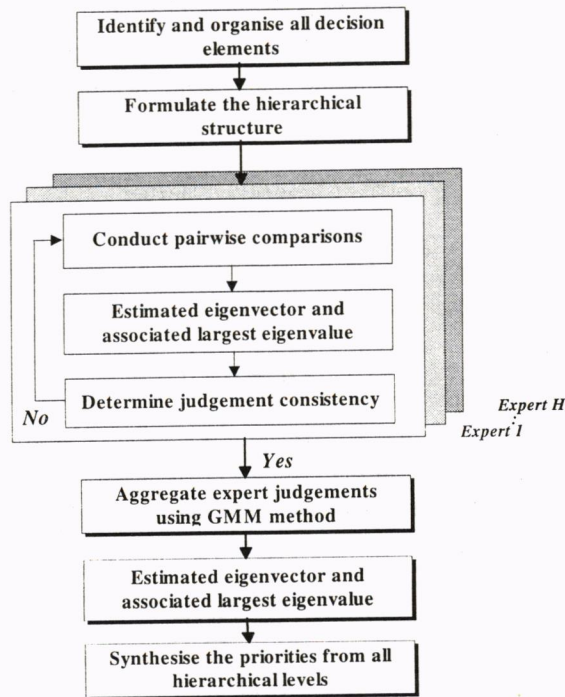 Identify and organise all decision
elements
Formulate the hierarchical
structure
Conduct pairwise comparisons
Estimated eigenvector and
associated largest eigenvalue
Determine judgement consistency
No
Expert H
:
Expert 1
Yes
Aggregate expert judgements
using GMM method
Estimated eigenvector and
associated largest eigenvalue
Synthesise the priorities from all
hierarchical levels